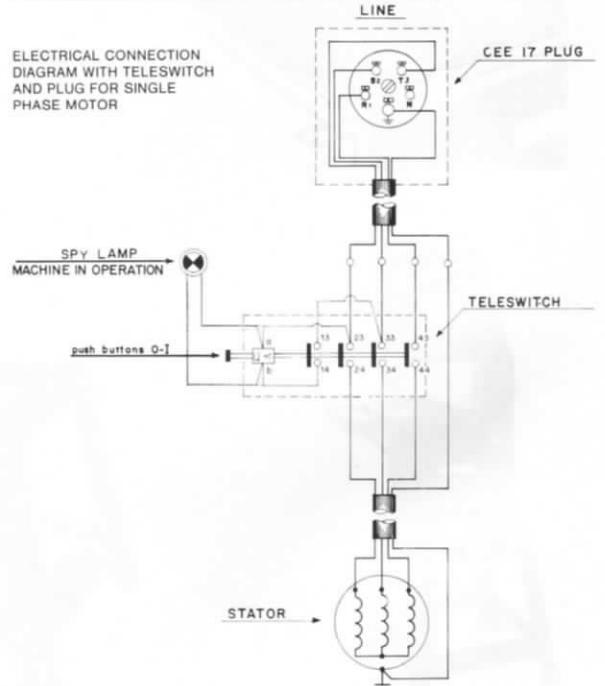 LINE
ELECTRICAL CONNECTION
DIAGRAM WITH TELESWITCH
AND PLUG FOR SINGLE
PHASE MOTOR
CEE 17 PLUG
N
SPY LAMP
MACHINE IN OPERATION
TELESWITCH
13 23 33 43
push buttons O-I
a
b
14 24 34 44
STATOR